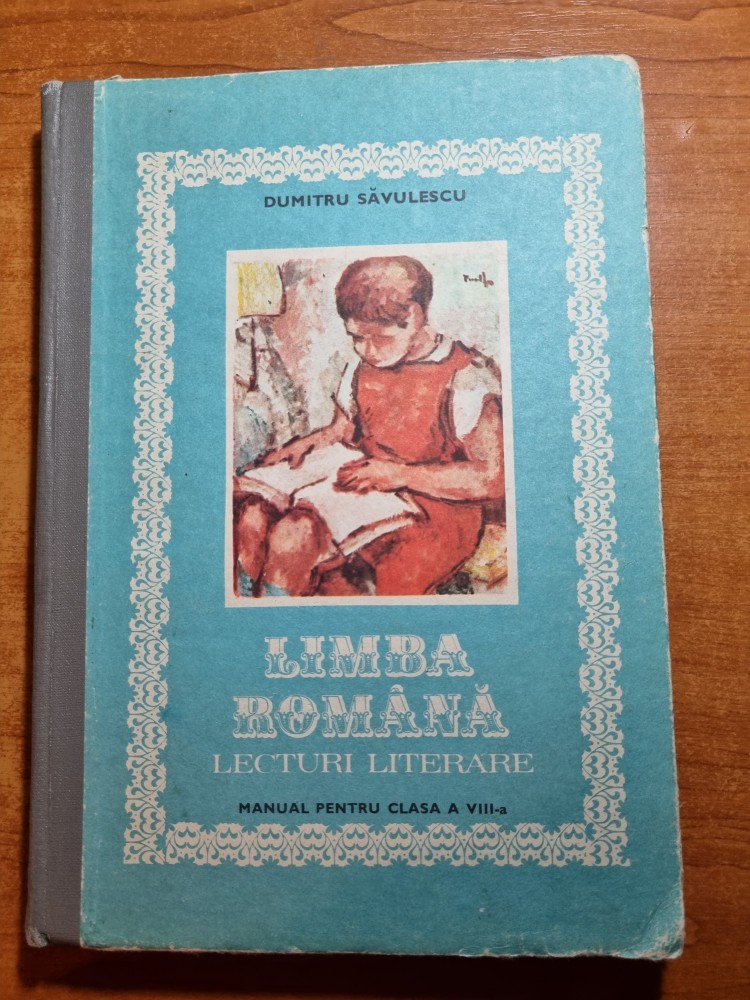 DUMITRU SĂVULESCU
LIMBA
ROMÂNĂ
LECTURI LITERARE
MANUAL PENTRU CLASA A VIII-a